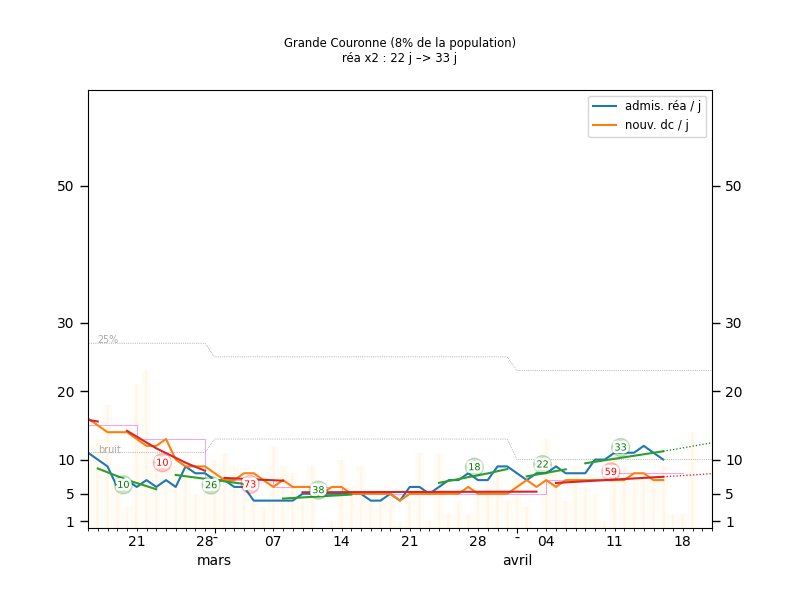 Grande Couronne (8% de la population)
réa x2 : 22 j –> 33 j
admis. réa / j
nouv. dc / j
50 50
30 30
25%
20 20
bruit
10 10
5 5
1 1
10 10 26 73 38 18 22 59 33
21 28 07 14 21 28 04 11 18
mars avril